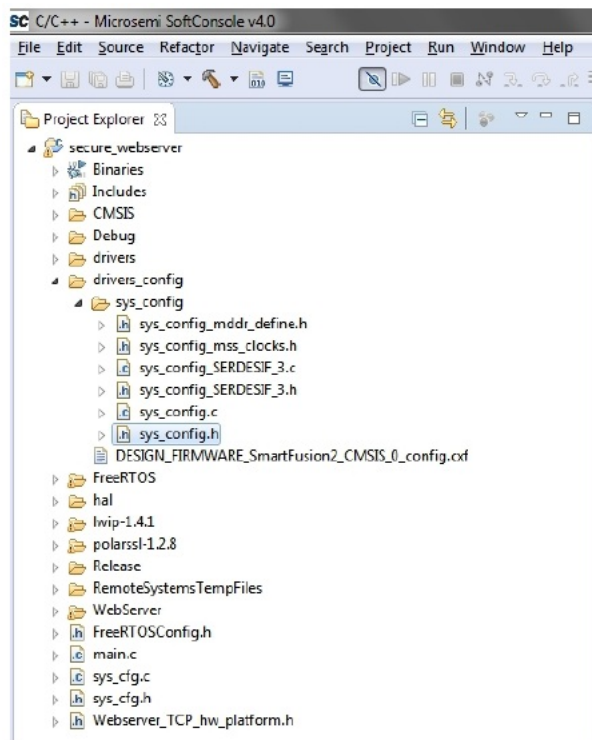 SC C/C++ - Microsemi SoftConsole v4.0
File Edit Source Refactor Navigate Search Project Run Window Help
Project Explorer
secure_webserver
Binaries
Includes
CMSIS
Debug
drivers
drivers_config
sys_config
.h sys_config_mddr_define.h
.h sys_config_mss_clocks.h
.c sys_config_SERDESIF_3.c
.h sys_config_SERDESIF_3.h
.c sys_config.c
.h sys_config.h
DESIGN_FIRMWARE_SmartFusion2_CMSIS_0_config.cxf
FreeRTOS
hal
lwip-1.4.1
polarssl-1.2.8
Release
RemoteSystemsTempFiles
WebServer
.h FreeRTOSConfig.h
.c main.c
.c sys_cfg.c
.h sys_cfg.h
.h Webserver_TCP_hw_platform.h